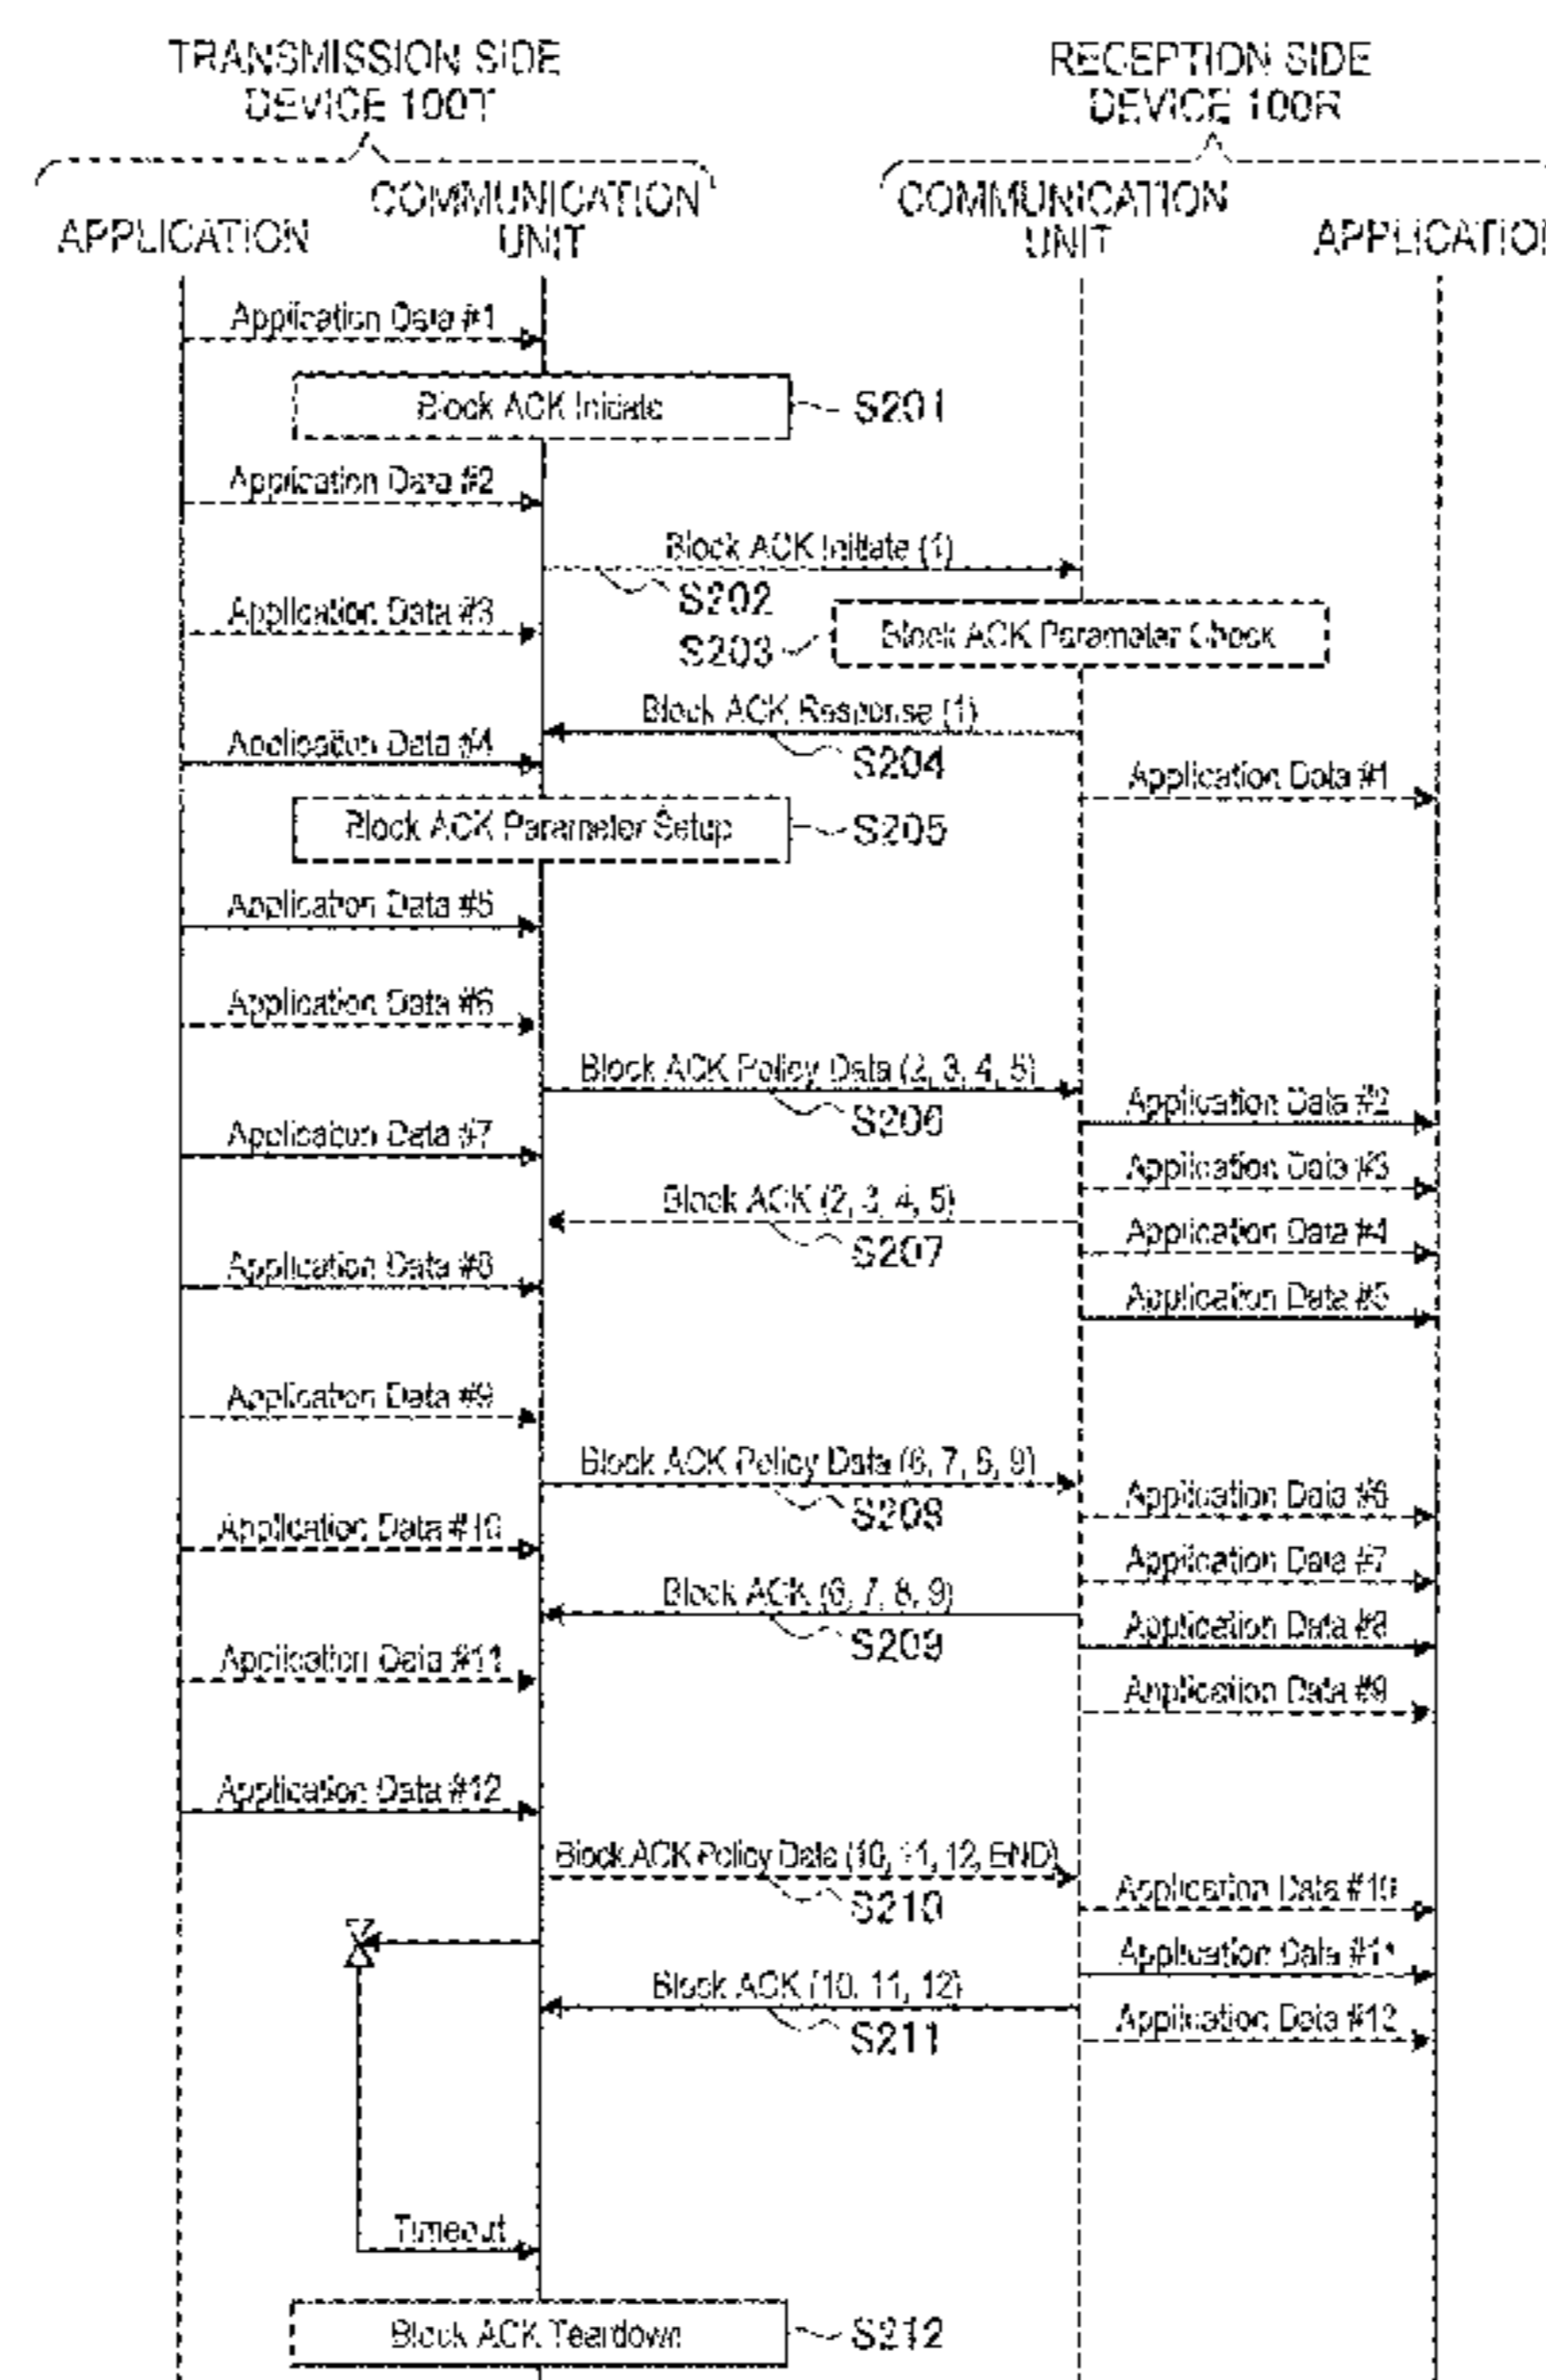 TRANSMISSION SIDE
DEVICE 100T
RECEPTION SIDE
DEVICE 100R
APPLICATION
COMMUNICATION
UNIT
COMMUNICATION
UNIT
APPLICATION
Application Data #1
Block ACK Initiate
S201
Application Data #2
Block ACK Initiate (1)
S202
Application Data #3
S203
Block ACK Parameter Check
Block ACK Response (1)
Application Data #4
S204
Application Data #1
Block ACK Parameter Setup
S205
Application Data #5
Application Data #6
Block ACK Policy Data (2, 3, 4, 5)
Application Data #2
S206
Application Data #7
Application Data #3
Block ACK (2, 3, 4, 5)
Application Data #4
S207
Application Data #8
Application Data #5
Application Data #9
Block ACK Policy Data (6, 7, 8, 9)
Application Data #6
S208
Application Data #10
Application Data #7
Block ACK (6, 7, 8, 9)
Application Data #8
S209
Application Data #11
Application Data #9
Application Data #12
Block ACK Policy Data (10, 11, 12, END)
Application Data #10
S210
Application Data #11
Block ACK (10, 11, 12)
Application Data #12
S211
Timeout
Block ACK Teardown
S212